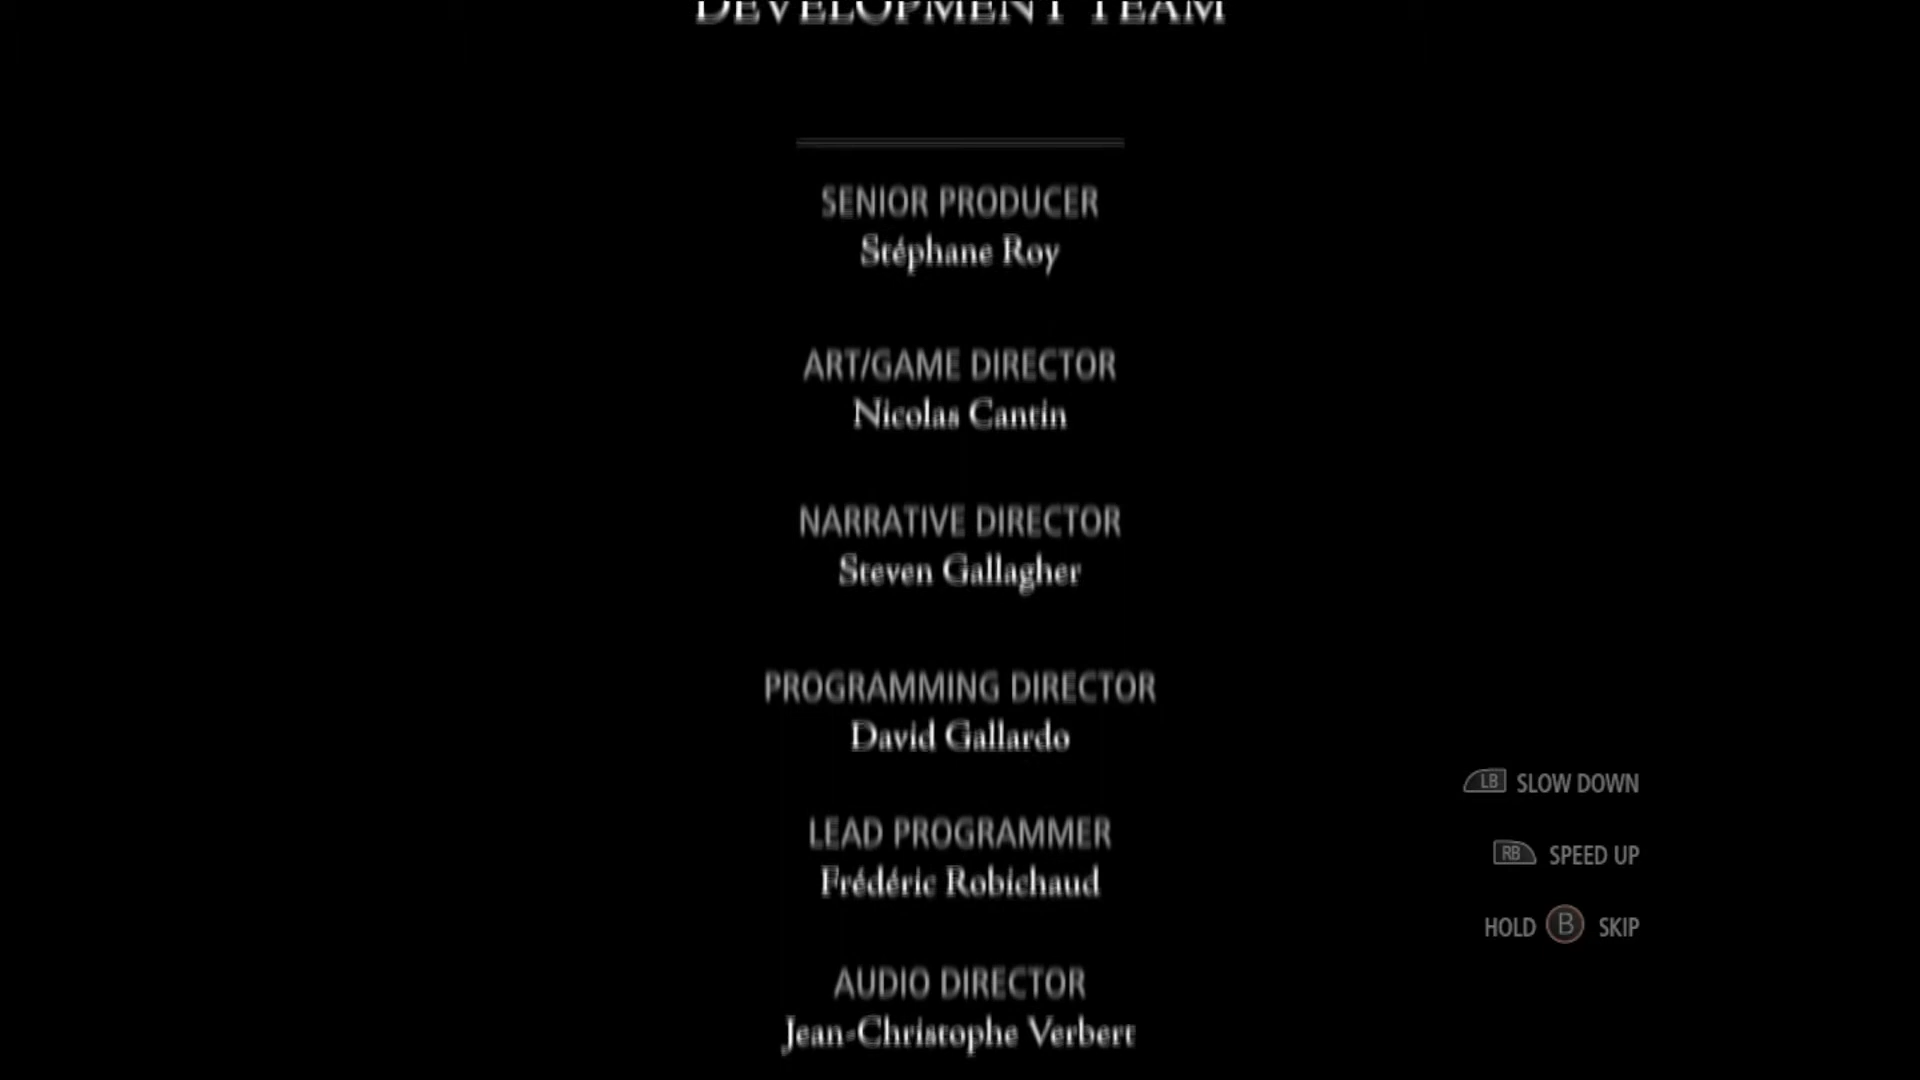 DEVELOPMENT TEAM
SENIOR PRODUCER
Stéphane Roy
ART/GAME DIRECTOR
Nicolas Cantin
NARRATIVE DIRECTOR
Steven Gallagher
PROGRAMMING DIRECTOR
David Gallardo
LEAD PROGRAMMER
Frédéric Robichaud
AUDIO DIRECTOR
Jean-Christophe Verbert
LB SLOW DOWN
RB SPEED UP
HOLD B SKIP